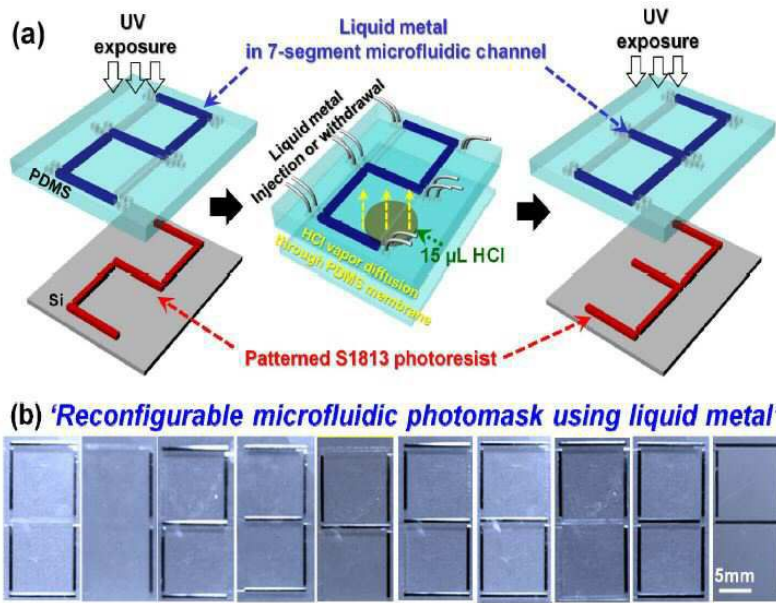 (a)
UV
exposure
Liquid metal
in 7-segment microfluidic channel
UV
exposure
Liquid metal
Injection or withdrawal
PDMS
15 µL HCl
HCl vapor diffusion
through PDMS
membrane
Si
Patterned S1813 photoresist
(b) 'Reconfigurable microfluidic photomask using liquid metal'
5mm